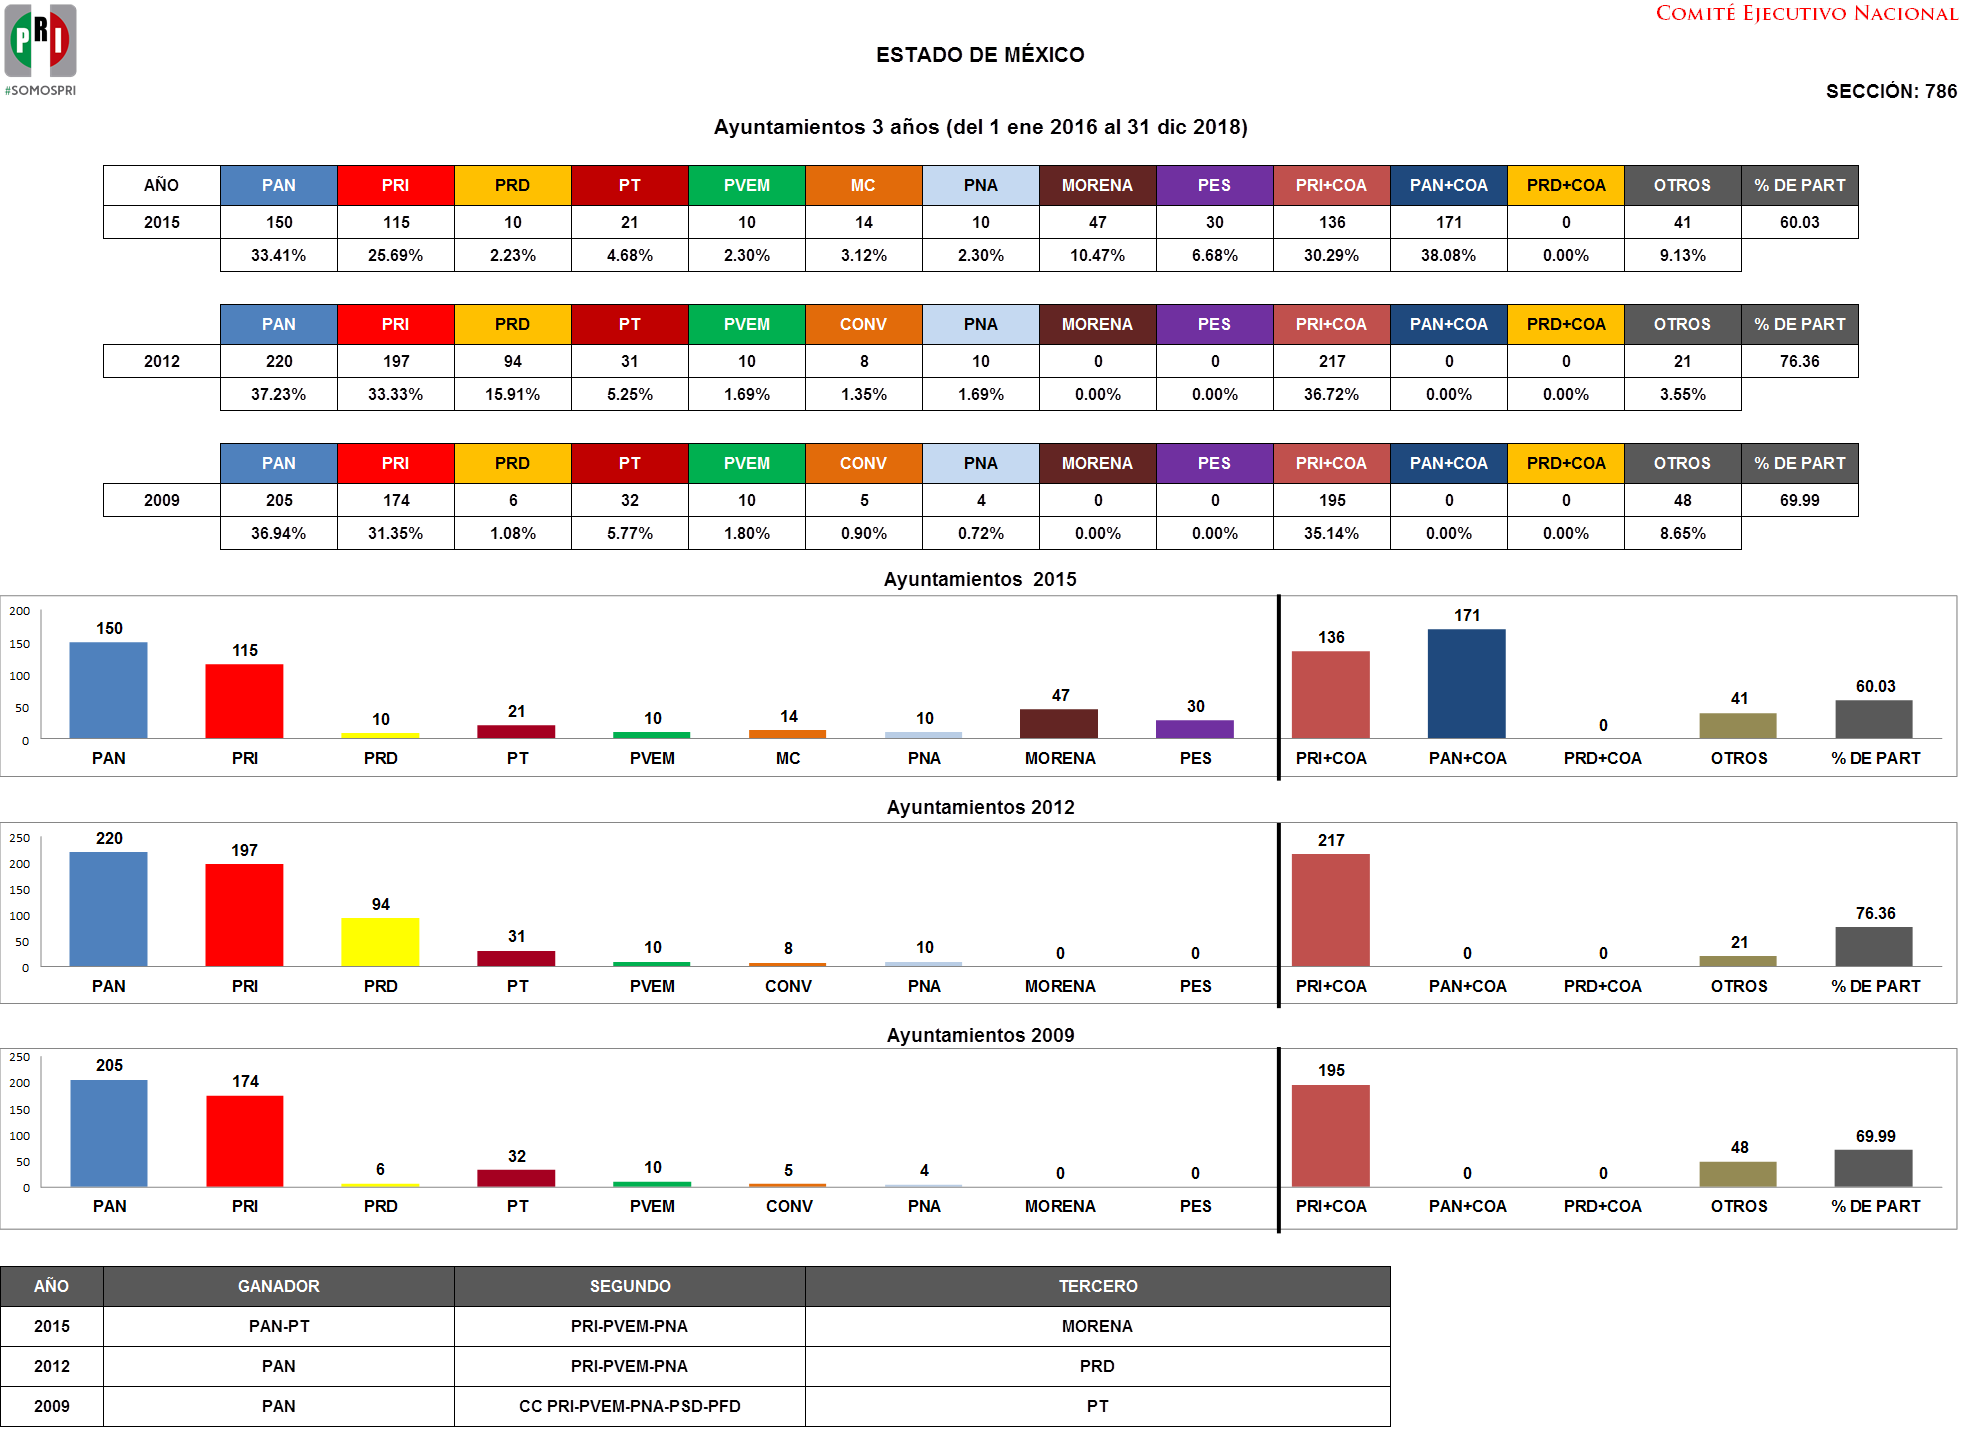 PRI
#SOMOSPRI
COMITÉ EJECUTIVO NACIONAL
ESTADO DE MÉXICO
SECCIÓN: 786
Ayuntamientos 3 años (del 1 ene 2016 al 31 dic 2018)
AÑO PAN PRI PRD PT PVEM MC PNA MORENA PES PRI+COA PAN+COA PRD+COA OTROS % DE PART
2015 150 115 10 21 10 14 10 47 30 136 171 0 41 60.03
33.41% 25.69% 2.23% 4.68% 2.30% 3.12% 2.30% 10.47% 6.68% 30.29% 38.08% 0.00% 9.13%
PAN PRI PRD PT PVEM CONV PNA MORENA PES PRI+COA PAN+COA PRD+COA OTROS % DE PART
2012 220 197 94 31 10 8 10 0 0 217 0 0 21 76.36
37.23% 33.33% 15.91% 5.25% 1.69% 1.35% 1.69% 0.00% 0.00% 36.72% 0.00% 0.00% 3.55%
PAN PRI PRD PT PVEM CONV PNA MORENA PES PRI+COA PAN+COA PRD+COA OTROS % DE PART
2009 205 174 6 32 10 5 4 0 0 195 0 0 48 69.99
36.94% 31.35% 1.08% 5.77% 1.80% 0.90% 0.72% 0.00% 0.00% 35.14% 0.00% 0.00% 8.65%
Ayuntamientos 2015
200
150
100
50
0
150 115 10 21 10 14 10 47 30 136 171 0 41 60.03
PAN PRI PRD PT PVEM MC PNA MORENA PES PRI+COA PAN+COA PRD+COA OTROS % DE PART
Ayuntamientos 2012
250
200
150
100
50
0
220 197 94 31 10 8 10 0 0 217 0 0 21 76.36
PAN PRI PRD PT PVEM CONV PNA MORENA PES PRI+COA PAN+COA PRD+COA OTROS % DE PART
Ayuntamientos 2009
250
200
150
100
50
0
205 174 6 32 10 5 4 0 0 195 0 0 48 69.99
PAN PRI PRD PT PVEM CONV PNA MORENA PES PRI+COA PAN+COA PRD+COA OTROS % DE PART
AÑO GANADOR SEGUNDO TERCERO
2015 PAN-PT PRI-PVEM-PNA MORENA
2012 PAN PRI-PVEM-PNA PRD
2009 PAN CC PRI-PVEM-PNA-PSD-PFD PT